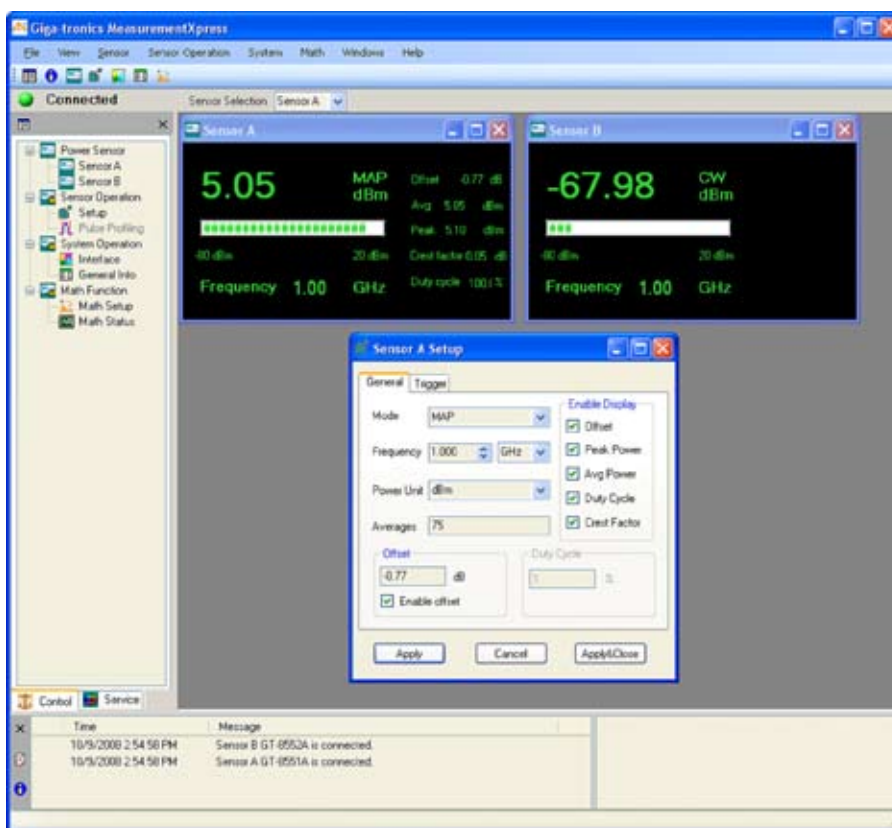 Giga-tronics MeasurementXpress
File View Sensor Sensor Operation System Math Windows Help
Connected
Sensor Selection Sensor A
Power Sensor
Sensor A
Sensor B
Sensor Operation
Setup
Pulse Profiling
System Operation
Interface
General Info
Math Function
Math Setup
Math Status
Control Service
Sensor A
5.05 MAP dBm
Offset -0.77 dB
Avg 5.05 dBm
Peak 5.10 dBm
-80 dBm 20 dBm
Crest factor 0.05 dB
Frequency 1.00 GHz
Duty cycle %
Sensor B
-67.98 CW dBm
-80 dBm 20 dBm
Frequency 1.00 GHz
Sensor A Setup
General Trigger
Mode MAP
Frequency 1.000 GHz
Power Unit dBm
Averages 75
Enable Display
Offset
Peak Power
Avg Power
Duty Cycle
Crest Factor
Offset
-0.77 dB
Enable offset
Duty Cycle
%
Apply Cancel Apply&Close
Time Message
10/9/2008 2:54:58 PM Sensor B GT-8552A is connected.
10/9/2008 2:54:58 PM Sensor A GT-8551A is connected.